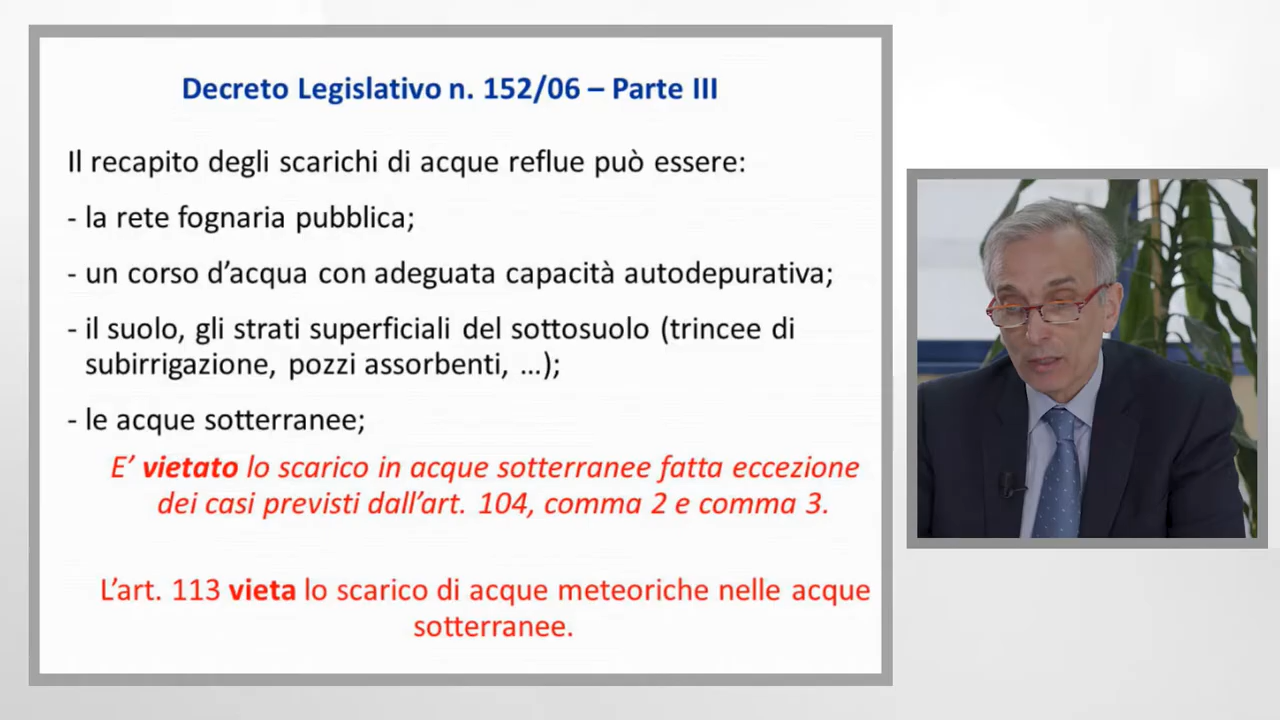 Decreto Legislativo n. 152/06 – Parte III
Il recapito degli scarichi di acque reflue può essere:
- la rete fognaria pubblica;
- un corso d’acqua con adeguata capacità autodepurativa;
- il suolo, gli strati superficiali del sottosuolo (trincee di
subirrigazione, pozzi assorbenti, …);
- le acque sotterranee;
E’ vietato lo scarico in acque sotterranee fatta eccezione
dei casi previsti dall’art. 104, comma 2 e comma 3.
L’art. 113 vieta lo scarico di acque meteoriche nelle acque
sotterranee.